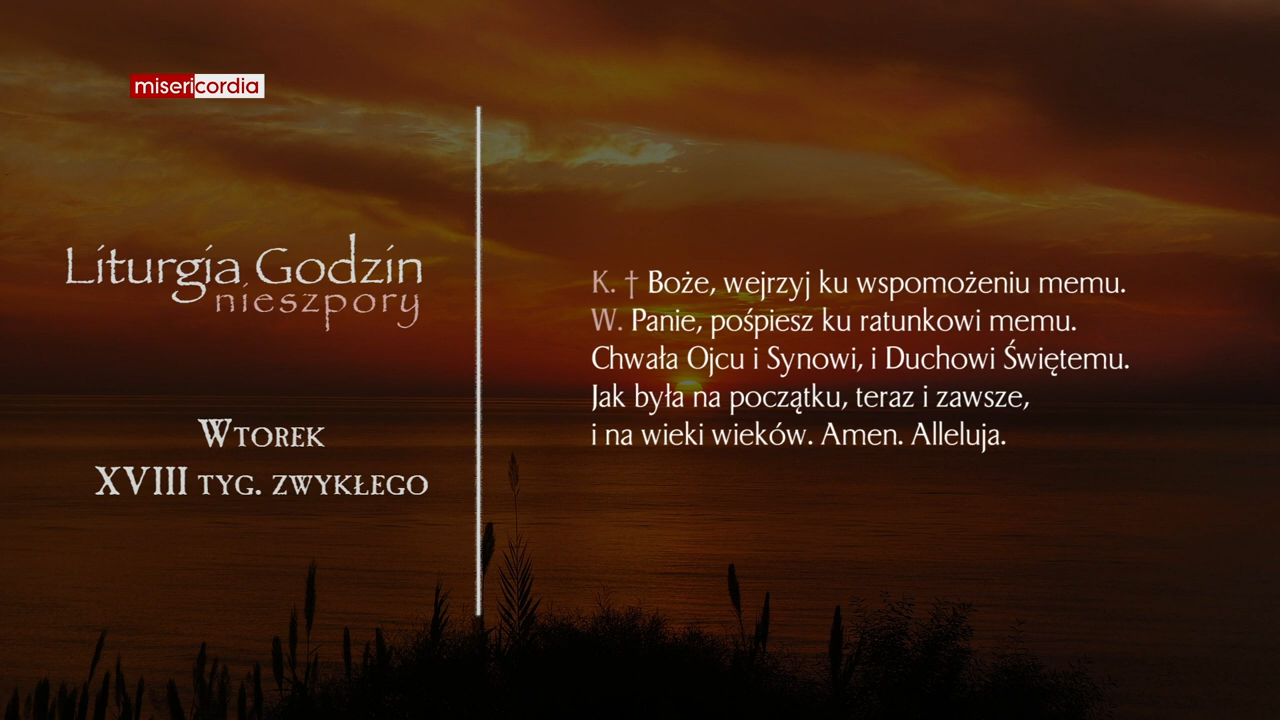 misericordia
Liturgia Godzin
nieszpory
Wtorek
XVIII tyg. zwykłego
K. † Boże, wejrzyj ku wspomożeniu memu.
W. Panie, pośpiesz ku ratunkowi memu.
Chwała Ojcu i Synowi, i Duchowi Świętemu.
Jak była na początku, teraz i zawsze,
i na wieki wieków. Amen. Alleluja.